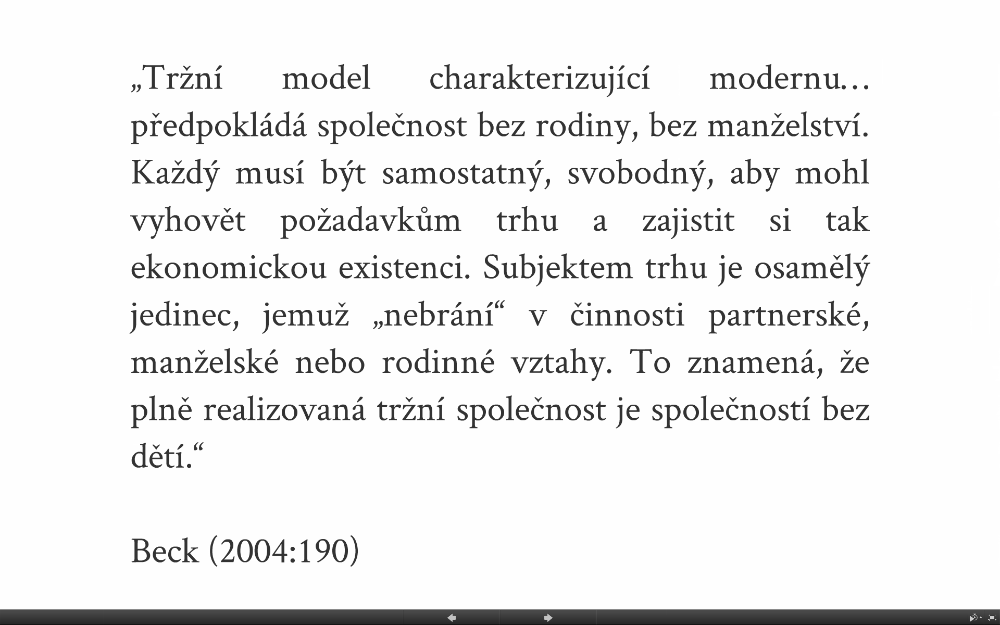 „Tržní model charakterizující modernu…
předpokládá společnost bez rodiny, bez manželství.
Každý musí být samostatný, svobodný, aby mohl
vyhovět požadavkům trhu a zajistit si tak
ekonomickou existenci. Subjektem trhu je osamělý
jedinec, jemuž „nebrání“ v činnosti partnerské,
manželské nebo rodinné vztahy. To znamená, že
plně realizovaná tržní společnost je společností bez
dětí.“
Beck (2004:190)